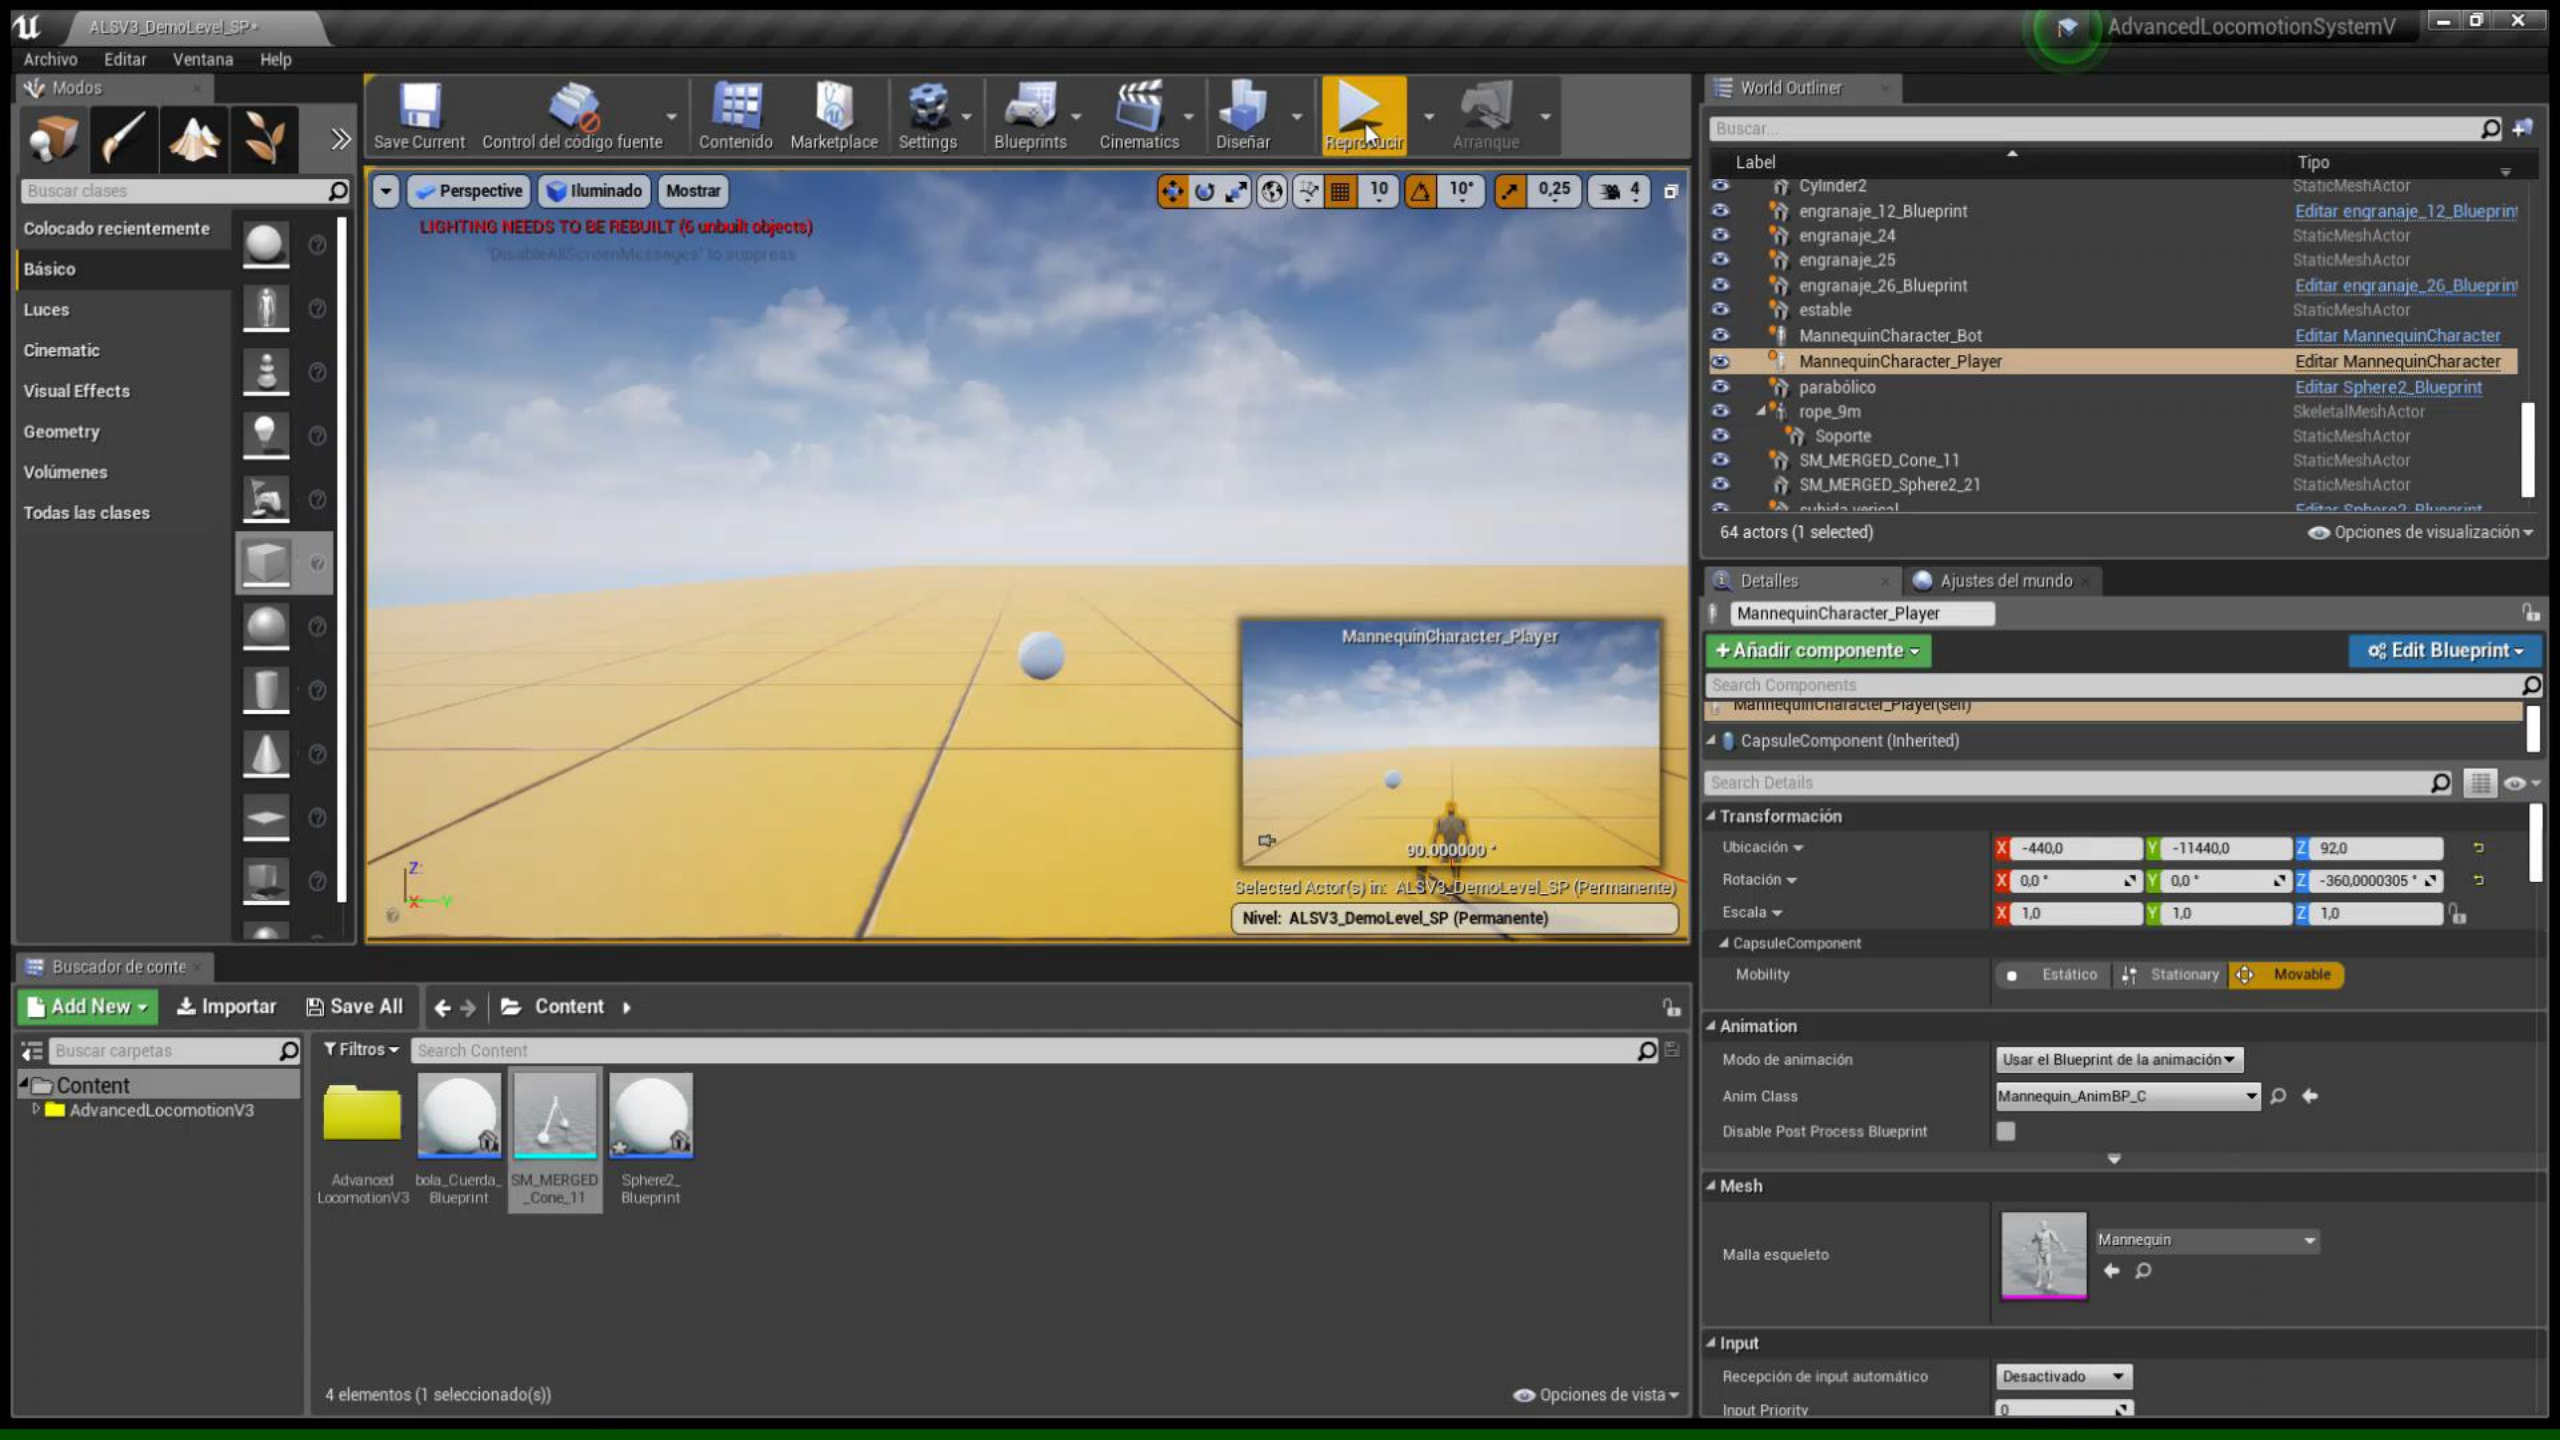 ALSV3_DemoLevel_SP•
AdvancedLocomotionSystemV
Archivo
Editar
Ventana
Help
Modos
Save Current
Control del código fuente
Contenido
Marketplace
Settings
Blueprints
Cinematics
Diseñar
Reproducir
Arranque
Buscar clases
Colocado recientemente
Básico
Luces
Cinematic
Visual Effects
Geometry
Volúmenes
Todas las clases
Perspective
Iluminado
Mostrar
10
10°
0,25
4
LIGHTING NEEDS TO BE REBUILT (6 unbuilt objects)
'DisableAllScreenMessages' to suppress
MannequinCharacter_Player
90.000000 °
Z
X
Y
Selected Actor(s) in: ALSV3_DemoLevel_SP (Permanente)
Nivel: ALSV3_DemoLevel_SP (Permanente)
World Outliner
Buscar...
Label
Tipo
Cylinder2
StaticMeshActor
engranaje_12_Blueprint
Editar engranaje_12_Blueprint
engranaje_24
StaticMeshActor
engranaje_25
StaticMeshActor
engranaje_26_Blueprint
Editar engranaje_26_Blueprint
estable
StaticMeshActor
MannequinCharacter_Bot
Editar MannequinCharacter
MannequinCharacter_Player
Editar MannequinCharacter
parabólico
Editar Sphere2_Blueprint
rope_9m
SkeletalMeshActor
Soporte
StaticMeshActor
SM_MERGED_Cone_11
StaticMeshActor
SM_MERGED_Sphere2_21
StaticMeshActor
subida verical
Editar Sphere2_Blueprint
64 actors (1 selected)
Opciones de visualización
Detalles
Ajustes del mundo
MannequinCharacter_Player
Añadir componente
Edit Blueprint
Search Components
MannequinCharacter_Player(self)
CapsuleComponent (Inherited)
Search Details
Transformación
Ubicación
X -440,0
Y -11440,0
Z 92,0
Rotación
X 0,0 °
Y 0,0 °
Z -360,0000305 °
Escala
X 1,0
Y 1,0
Z 1,0
CapsuleComponent
Mobility
Estático
Stationary
Movable
Animation
Modo de animación
Usar el Blueprint de la animación
Anim Class
Mannequin_AnimBP_C
Disable Post Process Blueprint
Mesh
Malla esqueleto
Mannequin
Input
Recepción de input automático
Desactivado
Input Priority
0
Buscador de conte
Add New
Importar
Save All
Content
Buscar carpetas
Filtros
Search Content
Content
AdvancedLocomotionV3
Advanced
LocomotionV3
bola_Cuerda_
Blueprint
SM_MERGED
_Cone_11
Sphere2_
Blueprint
4 elementos (1 seleccionado(s))
Opciones de vista